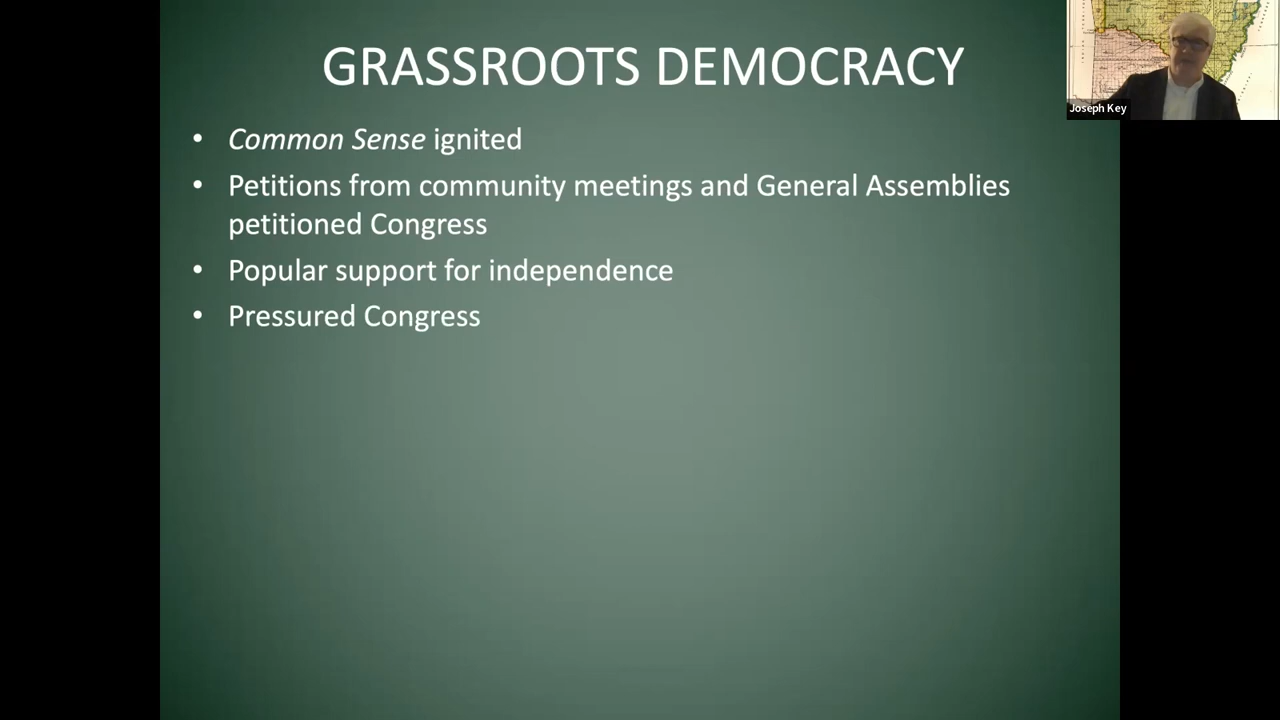 GRASSROOTS DEMOCRACY
• Common Sense ignited
• Petitions from community meetings and General Assemblies
petitioned Congress
• Popular support for independence
• Pressured Congress
Joseph Key